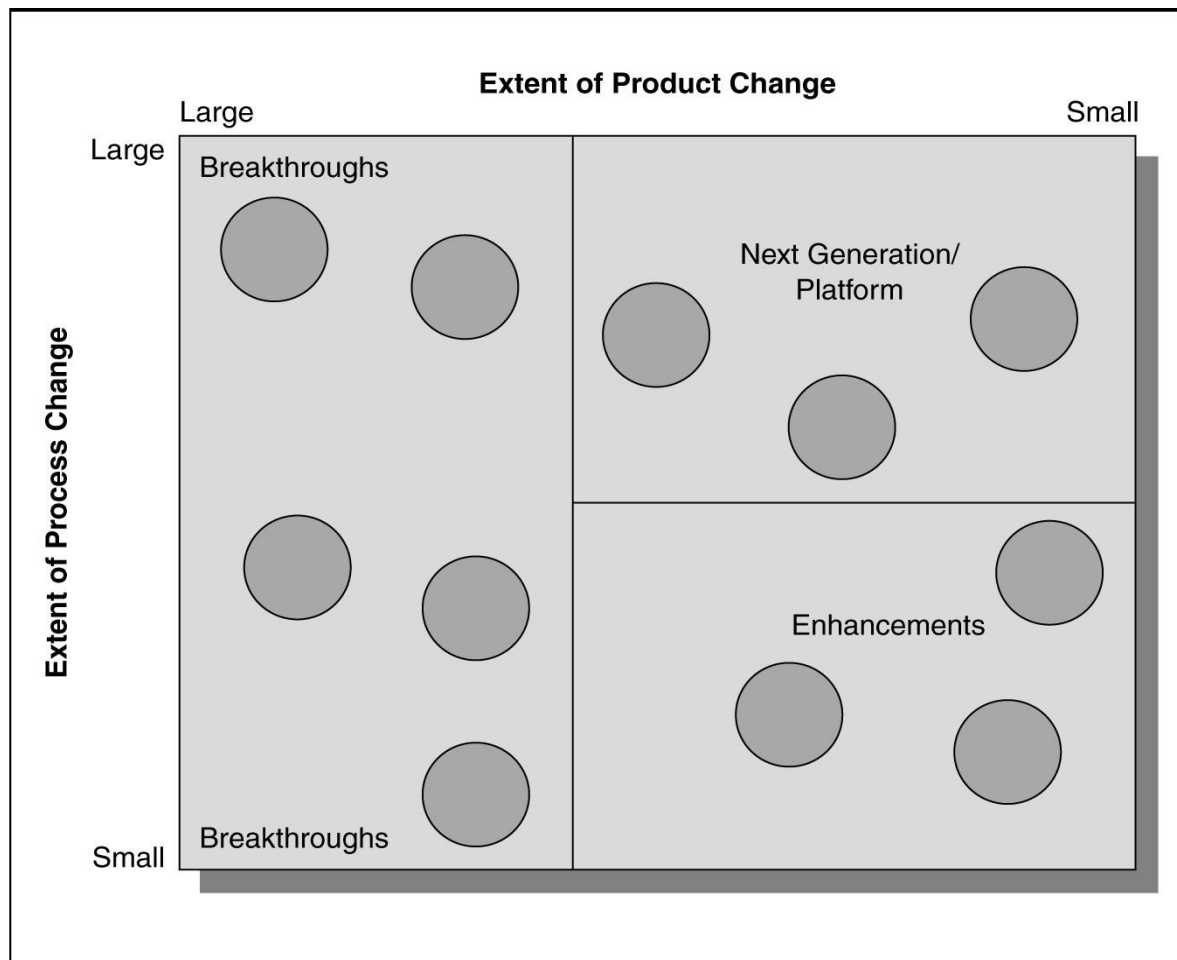 Extent of Product Change
Large
Small
Large
Breakthroughs
Next Generation/
Platform
Extent of Process Change
Enhancements
Breakthroughs
Small